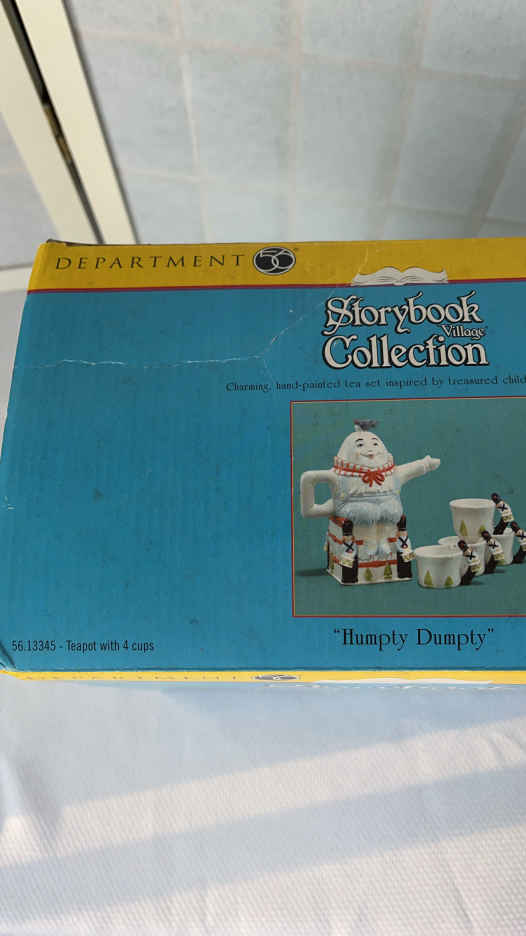 DEPARTMENT 56
Storybook
Village
Collection
Charming, hand-painted tea set inspired by treasured child
56.13345 - Teapot with 4 cups
"Humpty Dumpty"